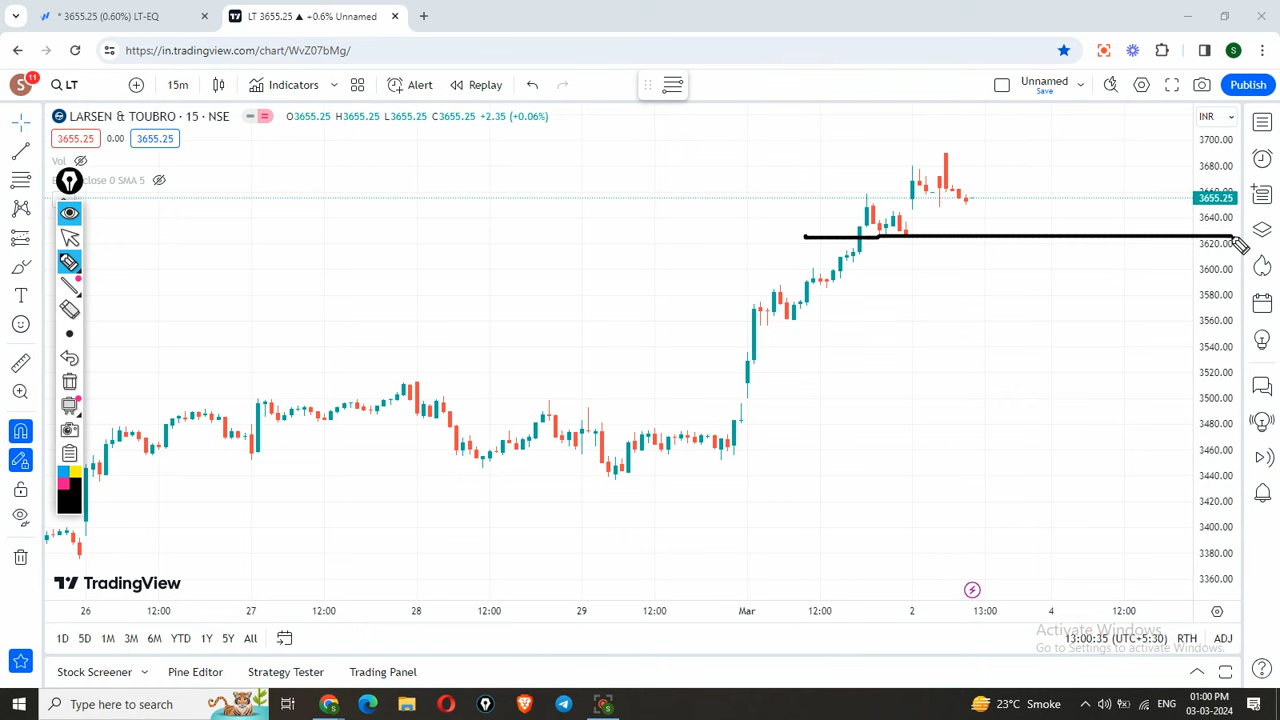 * 3655.25 (0.60%) LT-EQ
LT 3655.25 ▲ +0.6% Unnamed
https://in.tradingview.com/chart/WvZ07bMg/
S
S 11
LT
15m
Indicators
Alert
Replay
Unnamed
Save
Publish
LARSEN & TOUBRO · 15 · NSE
O3655.25 H3655.25 L3655.25 C3655.25 +2.35 (+0.06%)
INR
3655.25 0.00 3655.25
Vol
close 0 SMA 5
3700.00
3680.00
3655.25
3640.00
3620.00
3600.00
3580.00
3560.00
3540.00
3520.00
3500.00
3480.00
3460.00
3440.00
3420.00
3400.00
3380.00
3360.00
TradingView
26 12:00 27 12:00 28 12:00 29 12:00 Mar 12:00 2 13:00 4 12:00
1D 5D 1M 3M 6M YTD 1Y 5Y All
Activate Windows
Go to Settings to activate Windows.
13:00:35 (UTC+5:30) RTH ADJ
Stock Screener Pine Editor Strategy Tester Trading Panel
Type here to search
23°C Smoke
ENG
01:00 PM
03-03-2024